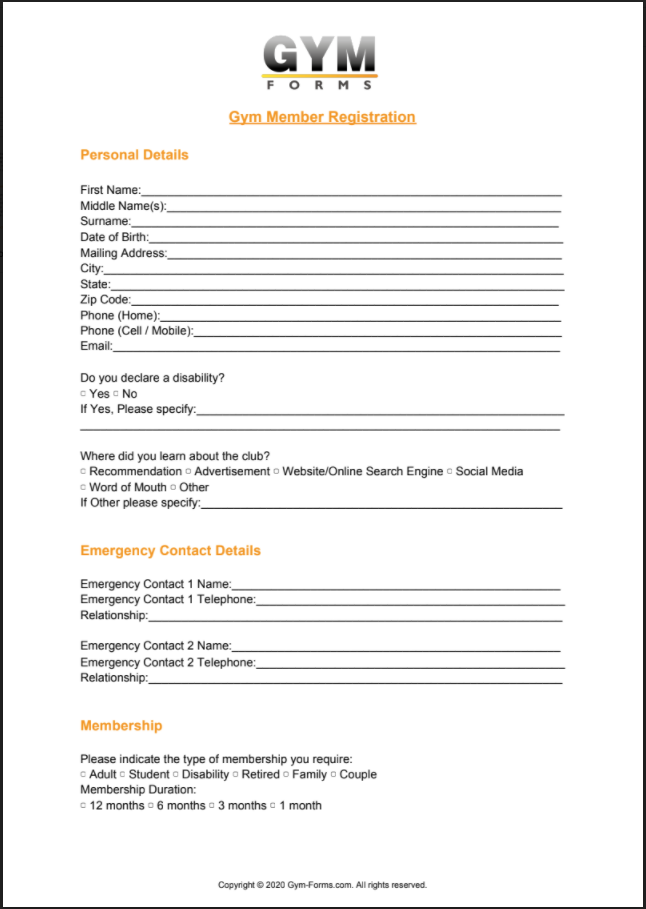 GYM
FORMS
Gym Member Registration
Personal Details
First Name:
Middle Name(s):
Surname:
Date of Birth:
Mailing Address:
City:
State:
Zip Code:
Phone (Home):
Phone (Cell / Mobile):
Email:
Do you declare a disability?
Yes No
If Yes, Please specify:
Where did you learn about the club?
Recommendation Advertisement Website/Online Search Engine Social Media
Word of Mouth Other
If Other please specify:
Emergency Contact Details
Emergency Contact 1 Name:
Emergency Contact 1 Telephone:
Relationship:
Emergency Contact 2 Name:
Emergency Contact 2 Telephone:
Relationship:
Membership
Please indicate the type of membership you require:
Adult Student Disability Retired Family Couple
Membership Duration:
12 months 6 months 3 months 1 month
Copyright © 2020 Gym-Forms.com. All rights reserved.